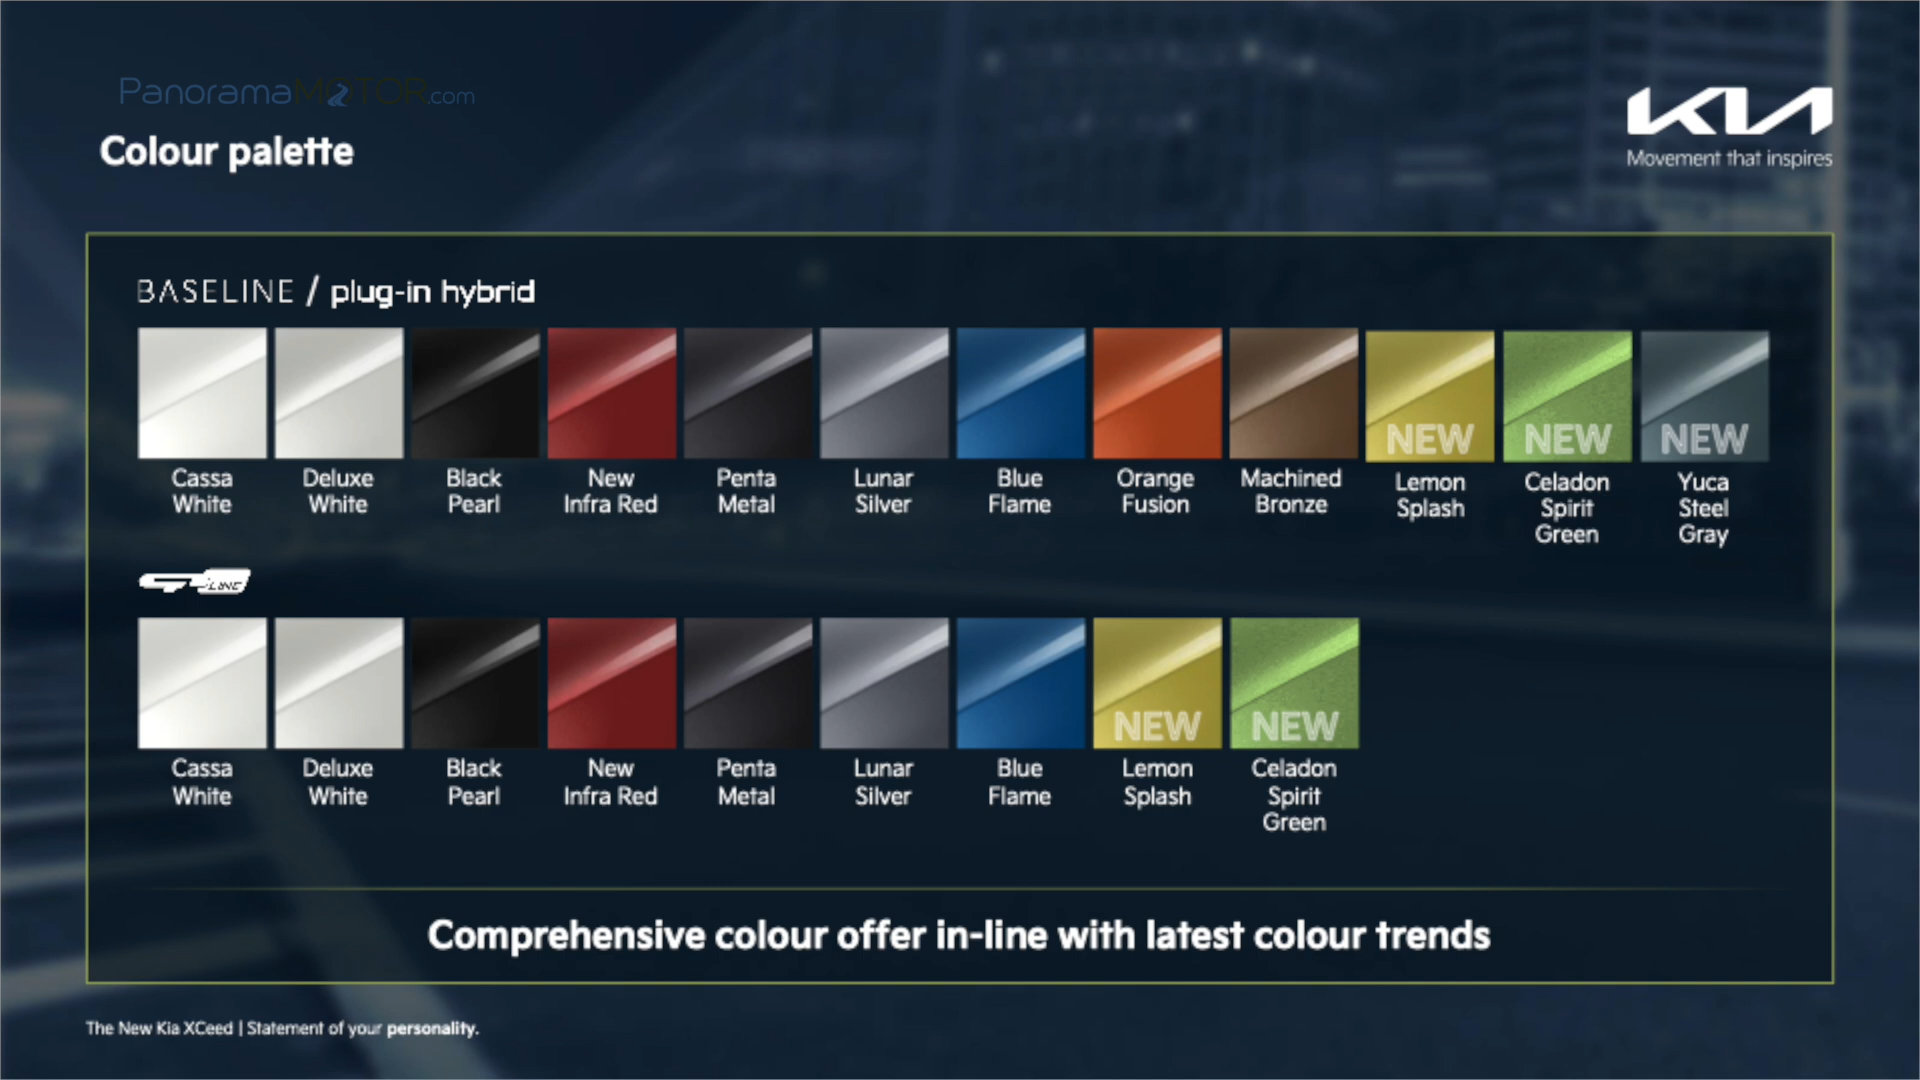 PanoramaMOTOR.com
KIA
Movement that inspires
Colour palette
BASELINE / plug-in hybrid
NEW NEW NEW
Cassa White
Deluxe White
Black Pearl
New Infra Red
Penta Metal
Lunar Silver
Blue Flame
Orange Fusion
Machined Bronze
Lemon Splash
Celadon Spirit Green
Yuca Steel Gray
GT-LINE
NEW NEW
Cassa White
Deluxe White
Black Pearl
New Infra Red
Penta Metal
Lunar Silver
Blue Flame
Lemon Splash
Celadon Spirit Green
Comprehensive colour offer in-line with latest colour trends
The New Kia XCeed | Statement of your personality.